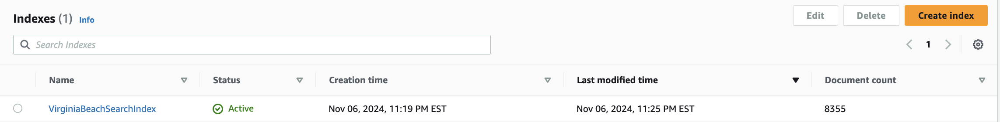 Indexes (1) Info
Edit Delete Create index
Search Indexes
1
Name Status Creation time Last modified time Document count
VirginiaBeachSearchIndex Active Nov 06, 2024, 11:19 PM EST Nov 06, 2024, 11:25 PM EST 8355